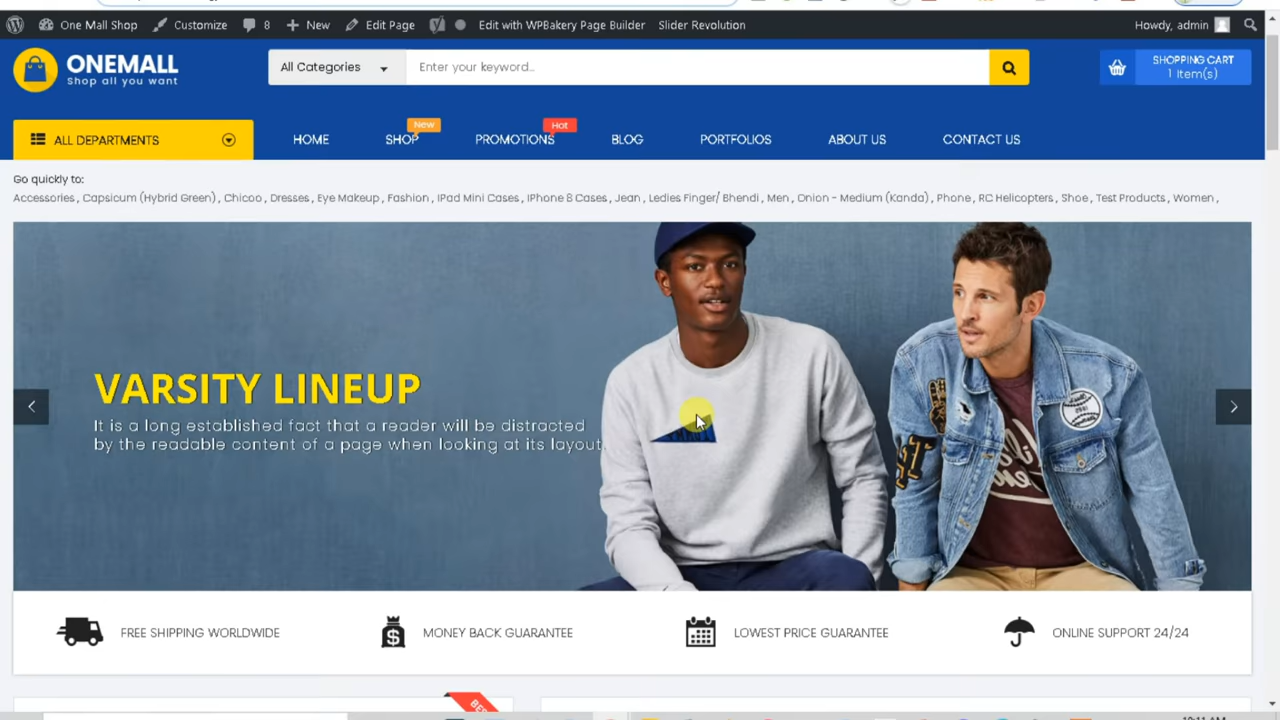 One Mall Shop Customize 8 New Edit Page Edit with WPBakery Page Builder Slider Revolution Howdy, admin
ONEMALL
Shop all you want
All Categories Enter your keyword...
SHOPPING CART
1 Item(s)
ALL DEPARTMENTS
New
Hot
HOME SHOP PROMOTIONS BLOG PORTFOLIOS ABOUT US CONTACT US
Go quickly to:
Accessories , Capsicum (Hybrid Green) , Chicoo , Dresses , Eye Makeup , Fashion , IPad Mini Cases , IPhone 8 Cases , Jean , Ledies Finger/ Bhendi , Men , Onion - Medium (Kanda) , Phone , RC Helicopters , Shoe , Test Products , Women ,
VARSITY LINEUP
It is a long established fact that a reader will be distracted
by the readable content of a page when looking at its layout.
FREE SHIPPING WORLDWIDE MONEY BACK GUARANTEE LOWEST PRICE GUARANTEE ONLINE SUPPORT 24/24